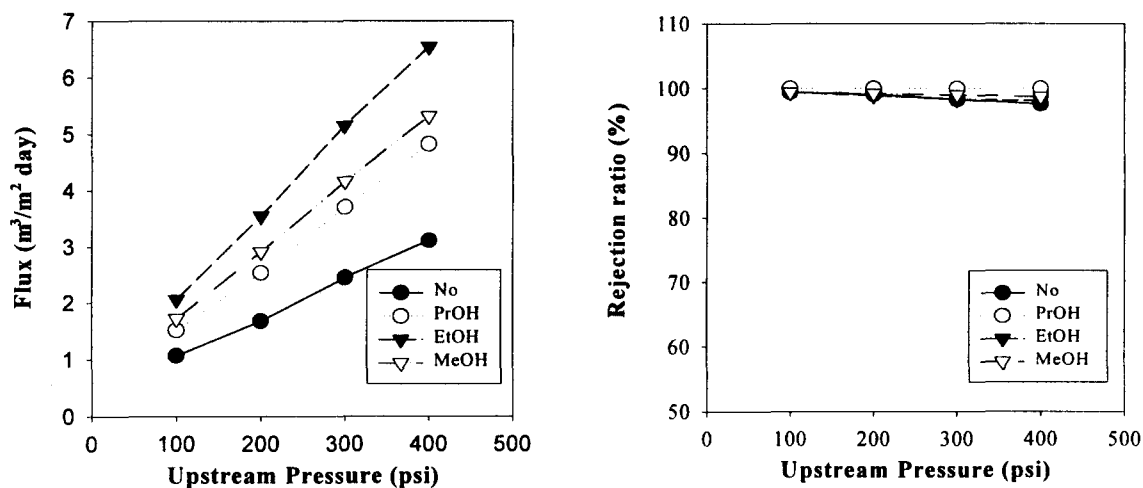 7
6
5
4
3
2
1
0
Flux (m³/m² day)
No
PrOH
EtOH
MeOH
0 100 200 300 400 500
Upstream Pressure (psi)
110
100
90
80
70
60
50
Rejection ratio (%)
No
PrOH
EtOH
MeOH
0 100 200 300 400 500
Upstream Pressure (psi)